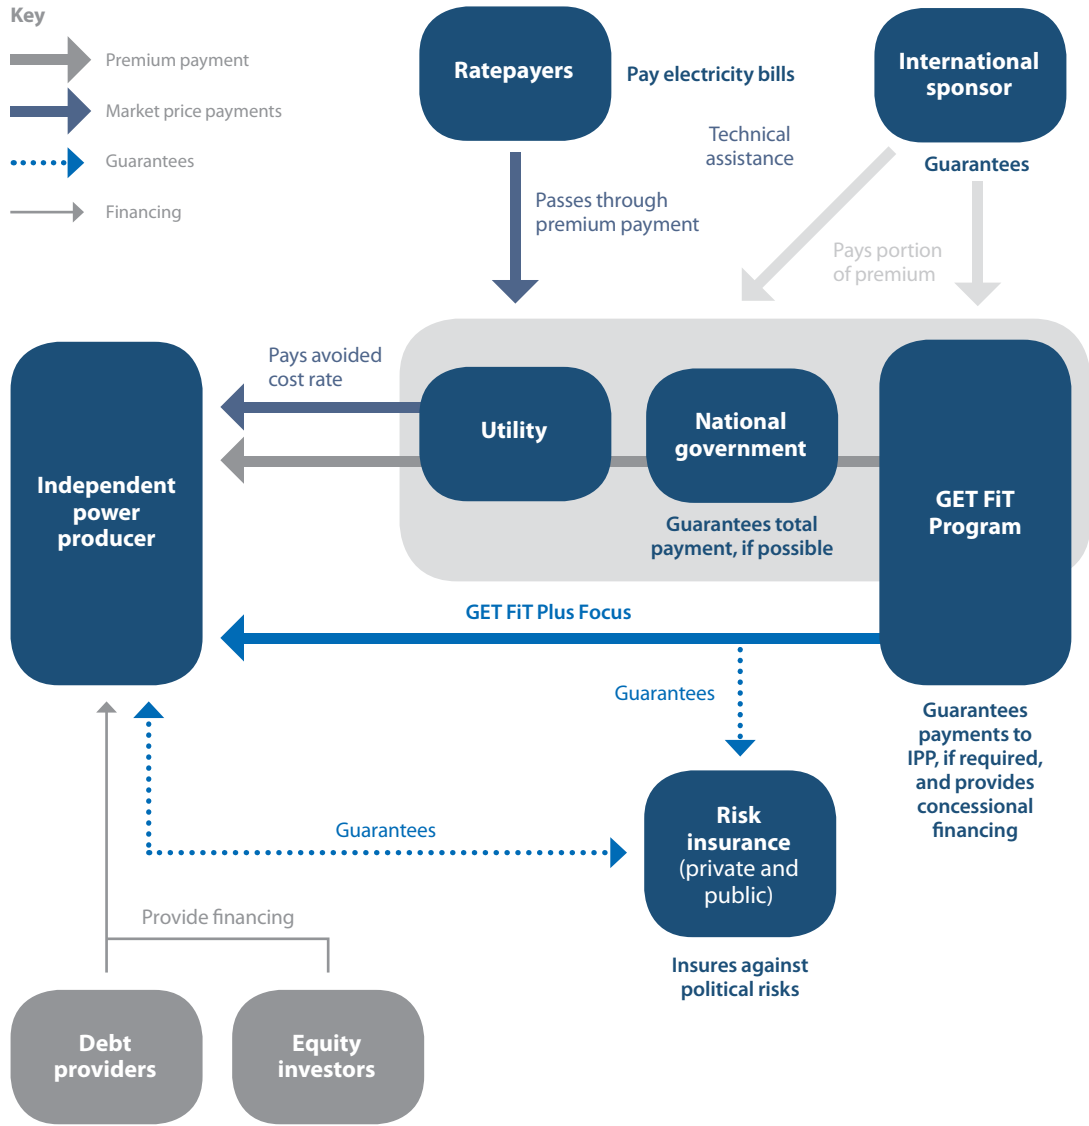 Key
Premium payment
Market price payments
Guarantees
Financing
Ratepayers
Pay electricity bills
International
sponsor
Technical
assistance
Guarantees
Passes through
premium payment
Pays portion
of premium
Pays avoided
cost rate
Independent
power
producer
Utility
National
government
Guarantees total
payment, if possible
GET FiT
Program
GET FiT Plus Focus
Guarantees
Guarantees
payments to
IPP, if required,
and provides
concessional
financing
Guarantees
Risk
insurance
(private and
public)
Insures against
political risks
Provide financing
Debt
providers
Equity
investors